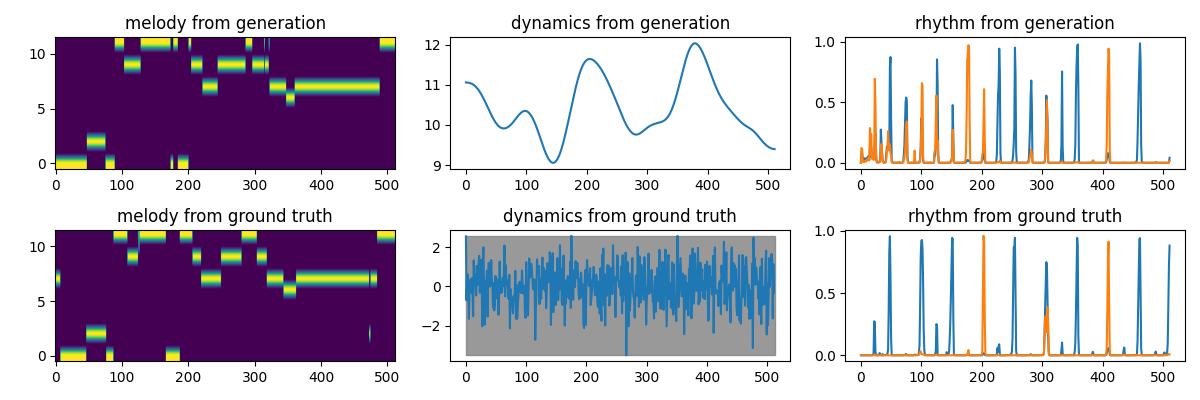 melody from generation
dynamics from generation
rhythm from generation
10
5
0
0 100 200 300 400 500
12
11
10
9
0 100 200 300 400 500
1.0
0.5
0.0
0 100 200 300 400 500
melody from ground truth
dynamics from ground truth
rhythm from ground truth
10
5
0
0 100 200 300 400 500
2
0
−2
0 100 200 300 400 500
1.0
0.5
0.0
0 100 200 300 400 500